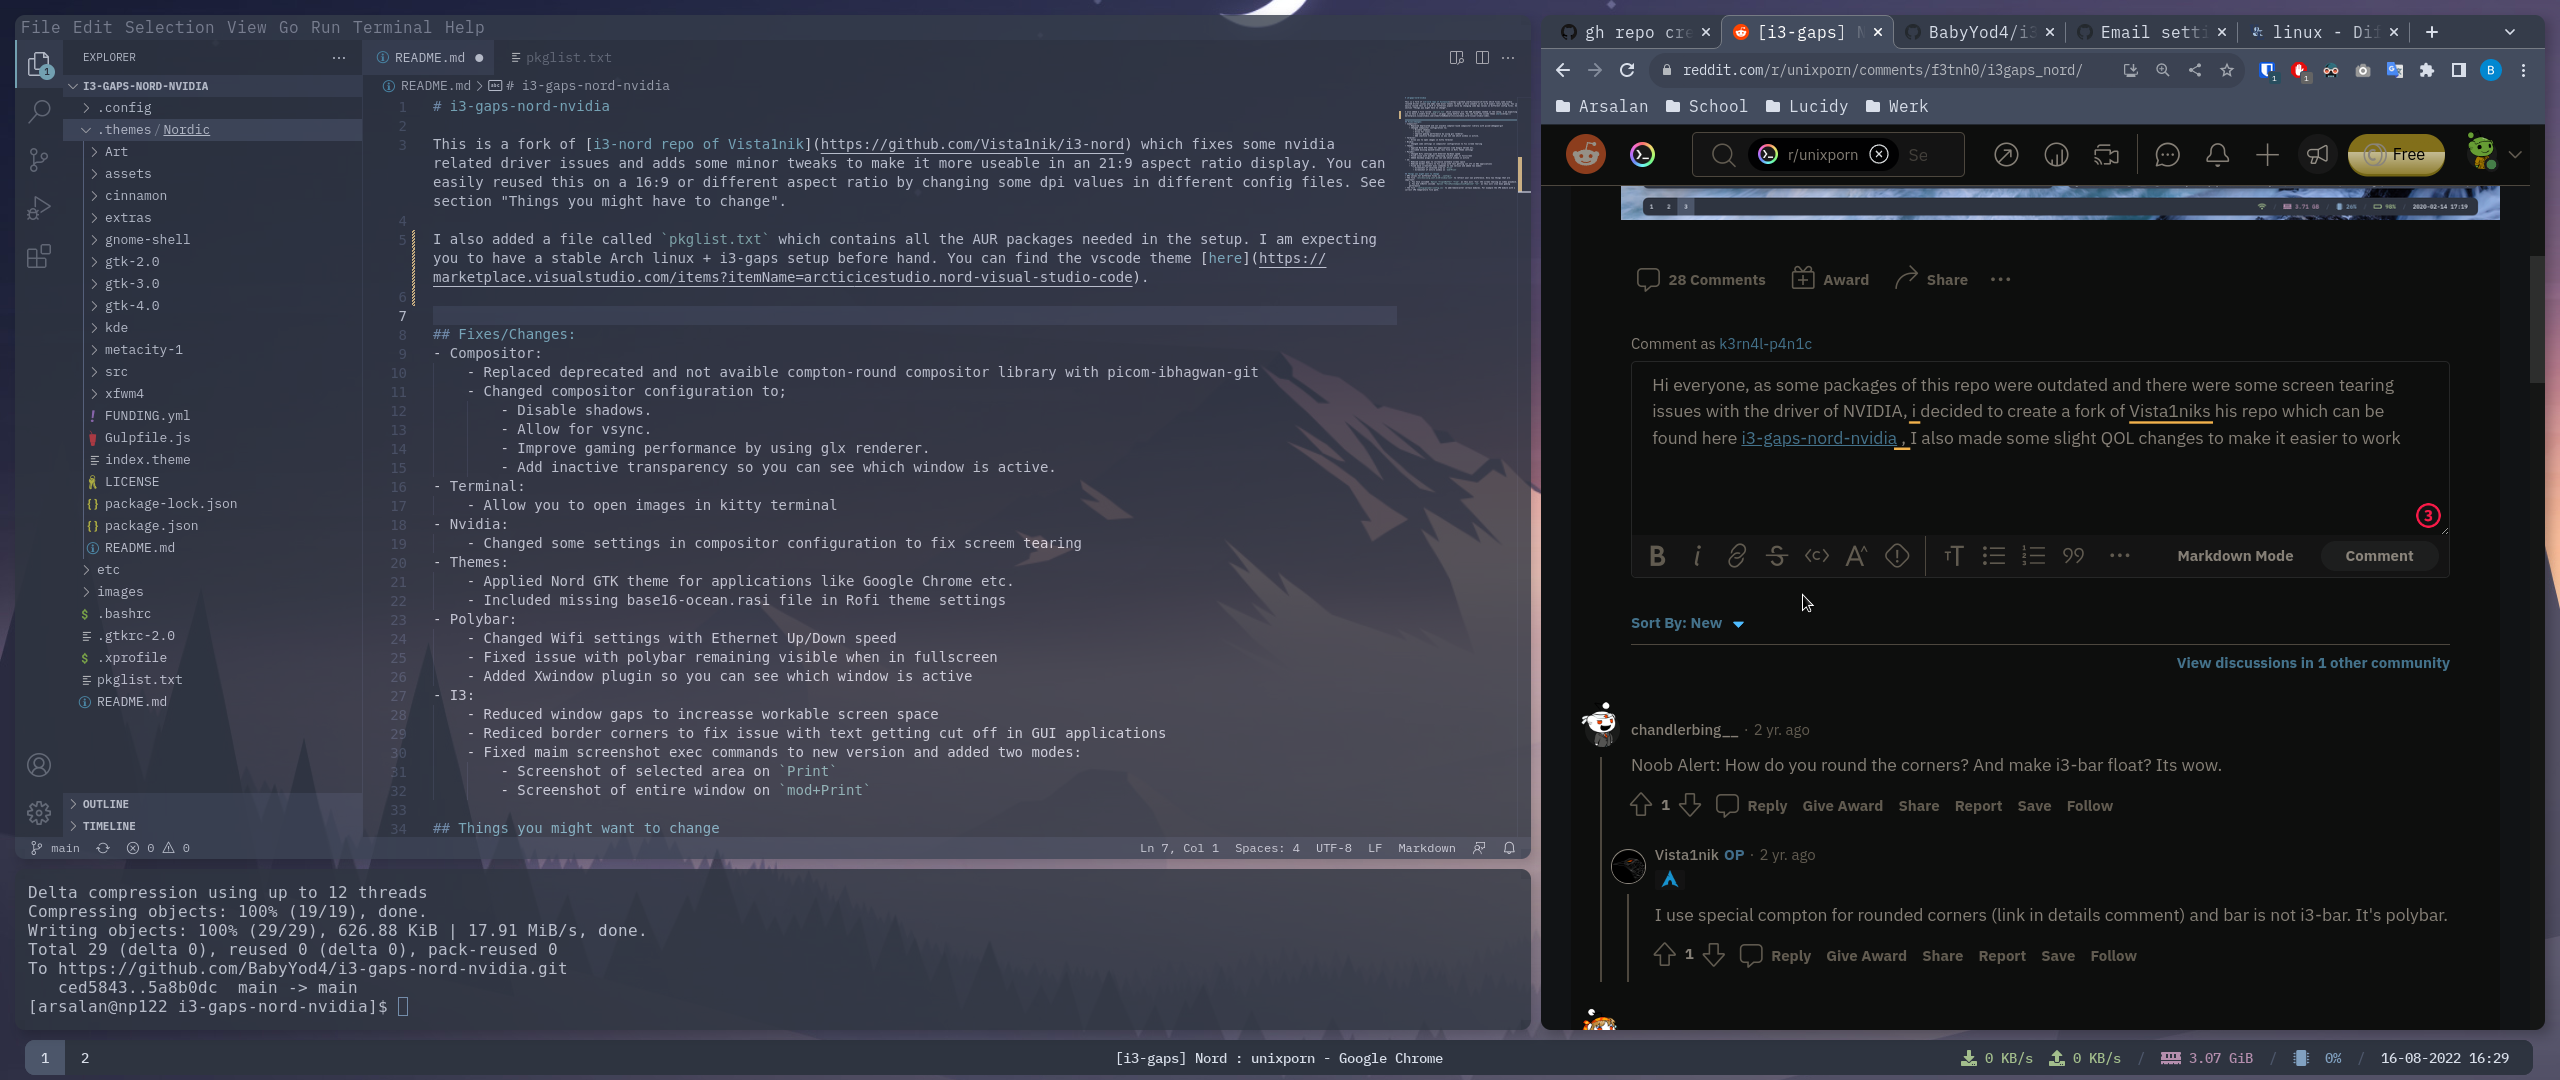 File Edit Selection View Go Run Terminal Help
EXPLORER
I3-GAPS-NORD-NVIDIA
.config
.themes / Nordic
Art
assets
cinnamon
extras
gnome-shell
gtk-2.0
gtk-3.0
gtk-4.0
kde
metacity-1
src
xfwm4
FUNDING.yml
Gulpfile.js
index.theme
LICENSE
package-lock.json
package.json
README.md
etc
images
.bashrc
.gtkrc-2.0
.xprofile
pkglist.txt
README.md
OUTLINE
TIMELINE
README.md
pkglist.txt
README.md > # i3-gaps-nord-nvidia
1 # i3-gaps-nord-nvidia
2
3 This is a fork of [i3-nord repo of Vista1nik](https://github.com/Vista1nik/i3-nord) which fixes some nvidia
related driver issues and adds some minor tweaks to make it more useable in an 21:9 aspect ratio display. You can
easily reused this on a 16:9 or different aspect ratio by changing some dpi values in different config files. See
section "Things you might have to change".
4
5 I also added a file called `pkglist.txt` which contains all the AUR packages needed in the setup. I am expecting
you to have a stable Arch linux + i3-gaps setup before hand. You can find the vscode theme [here](https://
marketplace.visualstudio.com/items?itemName=arcticicestudio.nord-visual-studio-code).
6
7
8 ## Fixes/Changes:
9 - Compositor:
10 - Replaced deprecated and not avaible compton-round compositor library with picom-ibhagwan-git
11 - Changed compositor configuration to;
12 - Disable shadows.
13 - Allow for vsync.
14 - Improve gaming performance by using glx renderer.
15 - Add inactive transparency so you can see which window is active.
16 - Terminal:
17 - Allow you to open images in kitty terminal
18 - Nvidia:
19 - Changed some settings in compositor configuration to fix screem tearing
20 - Themes:
21 - Applied Nord GTK theme for applications like Google Chrome etc.
22 - Included missing base16-ocean.rasi file in Rofi theme settings
23 - Polybar:
24 - Changed Wifi settings with Ethernet Up/Down speed
25 - Fixed issue with polybar remaining visible when in fullscreen
26 - Added Xwindow plugin so you can see which window is active
27 - I3:
28 - Reduced window gaps to increasse workable screen space
29 - Rediced border corners to fix issue with text getting cut off in GUI applications
30 - Fixed maim screenshot exec commands to new version and added two modes:
31 - Screenshot of selected area on `Print`
32 - Screenshot of entire window on `mod+Print`
33
34 ## Things you might want to change
main 0 0 Ln 7, Col 1 Spaces: 4 UTF-8 LF Markdown
Delta compression using up to 12 threads
Compressing objects: 100% (19/19), done.
Writing objects: 100% (29/29), 626.88 KiB | 17.91 MiB/s, done.
Total 29 (delta 0), reused 0 (delta 0), pack-reused 0
To https://github.com/BabyYod4/i3-gaps-nord-nvidia.git
ced5843..5a8b0dc main -> main
[arsalan@np122 i3-gaps-nord-nvidia]$
gh repo cre [i3-gaps] N BabyYod4/i3 Email setti linux - Di
reddit.com/r/unixporn/comments/f3tnh0/i3gaps_nord/
Arsalan School Lucidy Werk
r/unixporn Se Free
1 2 3 3.71 GB 26% 98% 2020-02-14 17:19
28 Comments Award Share
Comment as k3rn4l-p4n1c
Hi everyone, as some packages of this repo were outdated and there were some screen tearing
issues with the driver of NVIDIA, i decided to create a fork of Vista1niks his repo which can be
found here i3-gaps-nord-nvidia , I also made some slight QOL changes to make it easier to work
3
Markdown Mode Comment
Sort By: New
View discussions in 1 other community
chandlerbing__ · 2 yr. ago
Noob Alert: How do you round the corners? And make i3-bar float? Its wow.
1 Reply Give Award Share Report Save Follow
Vista1nik OP · 2 yr. ago
I use special compton for rounded corners (link in details comment) and bar is not i3-bar. It's polybar.
1 Reply Give Award Share Report Save Follow
1 2 [i3-gaps] Nord : unixporn - Google Chrome 0 KB/s 0 KB/s / 3.07 GiB / 0% / 16-08-2022 16:29